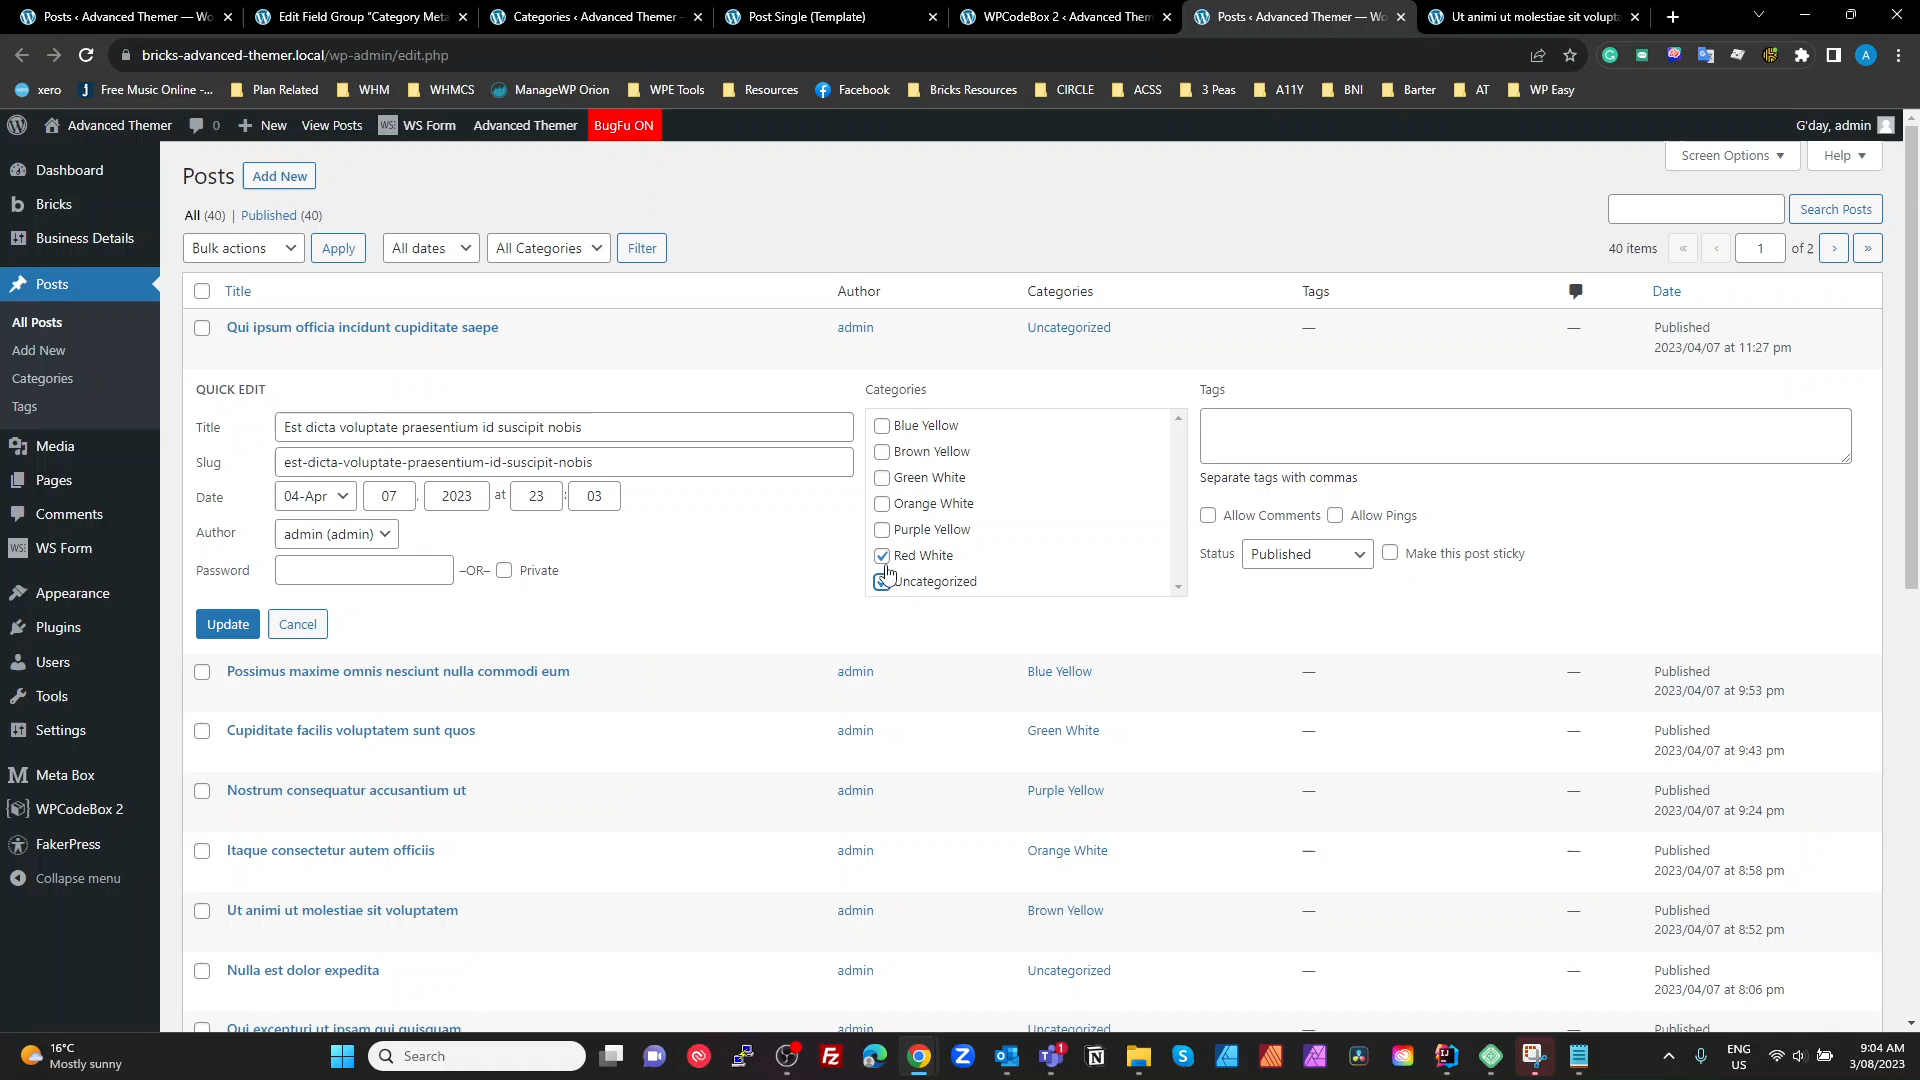 Posts ‹ Advanced Themer — Wo
Edit Field Group "Category Meta
Categories ‹ Advanced Themer
Post Single (Template)
WPCodeBox 2 ‹ Advanced Them
Posts ‹ Advanced Themer — Wo
Ut animi ut molestiae sit volupta
bricks-advanced-themer.local/wp-admin/edit.php
xero
Free Music Online -...
Plan Related
WHM
WHMCS
ManageWP Orion
WPE Tools
Resources
Facebook
Bricks Resources
CIRCLE
ACSS
3 Peas
A11Y
BNI
Barter
AT
WP Easy
Advanced Themer
0
New
View Posts
WS Form
Advanced Themer
BugFu ON
G'day, admin
Dashboard
Bricks
Business Details
Posts
All Posts
Add New
Categories
Tags
Media
Pages
Comments
WS Form
Appearance
Plugins
Users
Tools
Settings
Meta Box
WPCodeBox 2
FakerPress
Collapse menu
Screen Options
Help
Posts
Add New
All (40) | Published (40)
Search Posts
Bulk actions
Apply
All dates
All Categories
Filter
40 items « ‹ 1 of 2 › »
Title Author Categories Tags Date
Qui ipsum officia incidunt cupiditate saepe admin Uncategorized — — Published
2023/04/07 at 11:27 pm
QUICK EDIT
Title Est dicta voluptate praesentium id suscipit nobis
Slug est-dicta-voluptate-praesentium-id-suscipit-nobis
Date 04-Apr 07 , 2023 at 23 : 03
Author admin (admin)
Password –OR– Private
Update Cancel
Categories
Blue Yellow
Brown Yellow
Green White
Orange White
Purple Yellow
Red White
Uncategorized
Tags
Separate tags with commas
Allow Comments Allow Pings
Status Published Make this post sticky
Possimus maxime omnis nesciunt nulla commodi eum admin Blue Yellow — — Published
2023/04/07 at 9:53 pm
Cupiditate facilis voluptatem sunt quos admin Green White — — Published
2023/04/07 at 9:43 pm
Nostrum consequatur accusantium ut admin Purple Yellow — — Published
2023/04/07 at 9:24 pm
Itaque consectetur autem officiis admin Orange White — — Published
2023/04/07 at 8:58 pm
Ut animi ut molestiae sit voluptatem admin Brown Yellow — — Published
2023/04/07 at 8:52 pm
Nulla est dolor expedita admin Uncategorized — — Published
2023/04/07 at 8:06 pm
Qui excepturi ut ipsam qui quisquam admin Uncategorized Published
16°C
Mostly sunny
Search
ENG
US
9:04 AM
3/08/2023